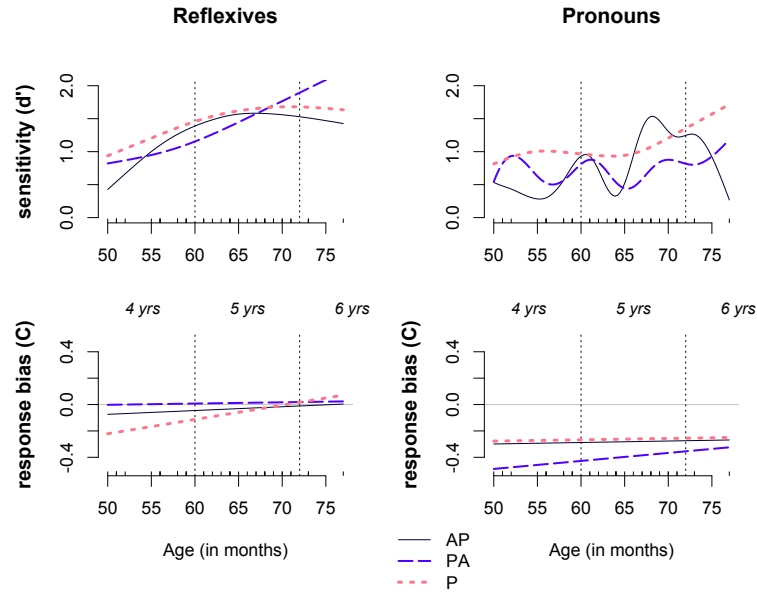 Reflexives
Pronouns
sensitivity (d')
0.0 1.0 2.0
50 55 60 65 70 75
0.0 1.0 2.0
50 55 60 65 70 75
4 yrs 5 yrs 6 yrs
4 yrs 5 yrs 6 yrs
response bias (C)
-0.4 0.0 0.4
50 55 60 65 70 75
Age (in months)
response bias (C)
-0.4 0.0 0.4
50 55 60 65 70 75
Age (in months)
AP
PA
P